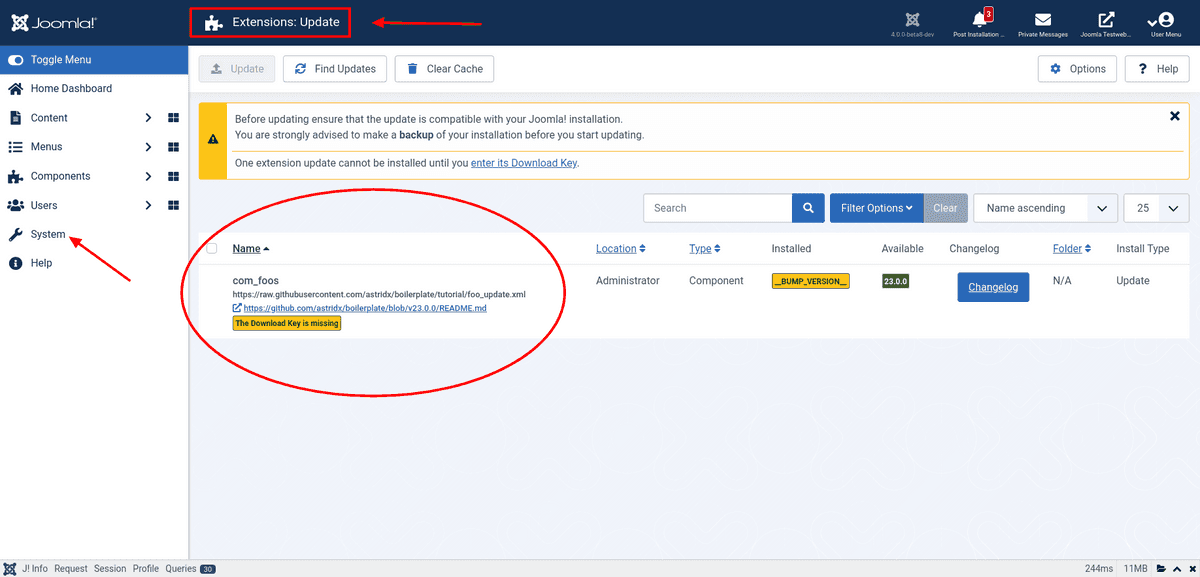 Joomla!
Extensions: Update
4.0.0-beta8-dev
3
Post Installation ...
Private Messages
Joomla Testweb...
User Menu
Toggle Menu
Home Dashboard
Content
Menus
Components
Users
System
Help
Update
Find Updates
Clear Cache
Options
? Help
Before updating ensure that the update is compatible with your Joomla! installation.
You are strongly advised to make a backup of your installation before you start updating.
One extension update cannot be installed until you enter its Download Key.
Search
Filter Options
Clear
Name ascending
25
Name
Location
Type
Installed
Available
Changelog
Folder
Install Type
com_foos
https://raw.githubusercontent.com/astridx/boilerplate/tutorial/foo_update.xml
https://github.com/astridx/boilerplate/blob/v23.0.0/README.md
The Download Key is missing
Administrator
Component
__BUMP_VERSION__
23.0.0
Changelog
N/A
Update
J! Info
Request
Session
Profile
Queries 30
244ms
11MB